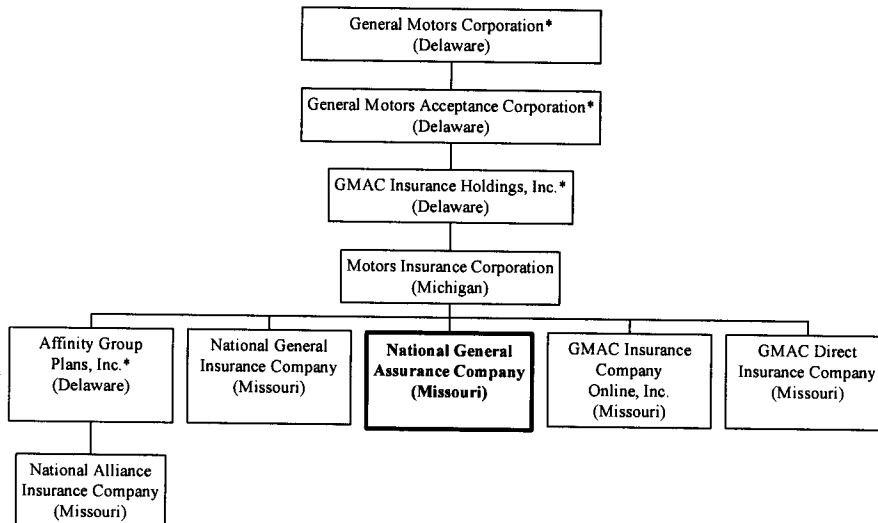 General Motors Corporation*
(Delaware)
General Motors Acceptance Corporation*
(Delaware)
GMAC Insurance Holdings, Inc.*
(Delaware)
Motors Insurance Corporation
(Michigan)
Affinity Group
Plans, Inc.*
(Delaware)
National General
Insurance Company
(Missouri)
National General
Assurance Company
(Missouri)
GMAC Insurance
Company
Online, Inc.
(Missouri)
GMAC Direct
Insurance Company
(Missouri)
National Alliance
Insurance Company
(Missouri)